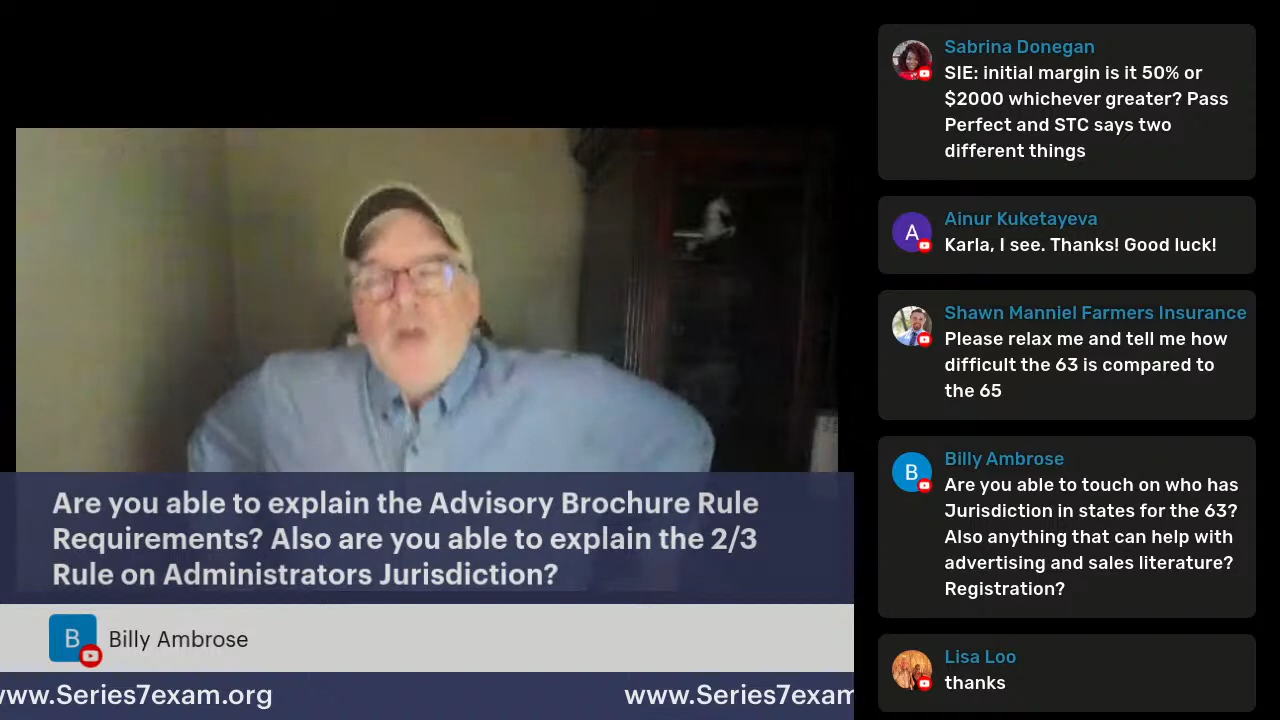 Are you able to explain the Advisory Brochure Rule
Requirements? Also are you able to explain the 2/3
Rule on Administrators Jurisdiction?
B
Billy Ambrose
www.Series7exam.org
www.Series7exam
Sabrina Donegan
SIE: initial margin is it 50% or
$2000 whichever greater? Pass
Perfect and STC says two
different things
A
Ainur Kuketayeva
Karla, I see. Thanks! Good luck!
Shawn Manniel Farmers Insurance
Please relax me and tell me how
difficult the 63 is compared to
the 65
B
Billy Ambrose
Are you able to touch on who has
Jurisdiction in states for the 63?
Also anything that can help with
advertising and sales literature?
Registration?
Lisa Loo
thanks